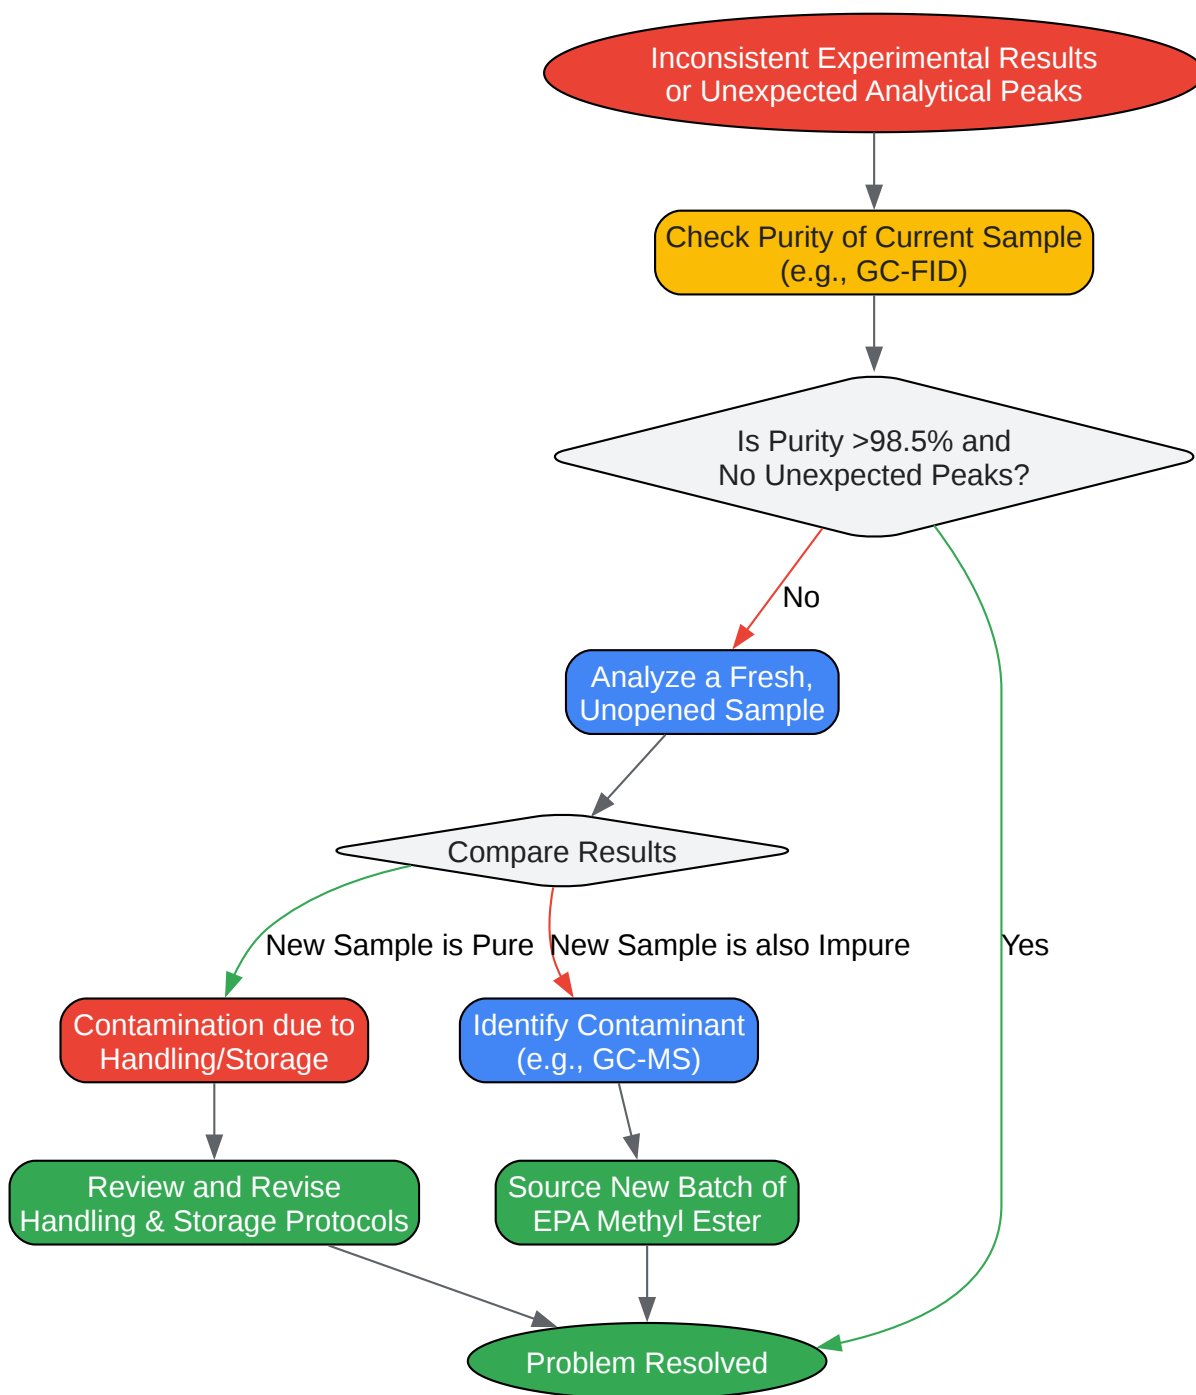 Inconsistent Experimental Results
or Unexpected Analytical Peaks
Check Purity of Current Sample
(e.g., GC-FID)
Is Purity >98.5% and
No Unexpected Peaks?
No
Analyze a Fresh,
Unopened Sample
Compare Results
New Sample is Pure
New Sample is also Impure
Yes
Contamination due to
Handling/Storage
Identify Contaminant
(e.g., GC-MS)
Review and Revise
Handling & Storage Protocols
Source New Batch of
EPA Methyl Ester
Problem Resolved